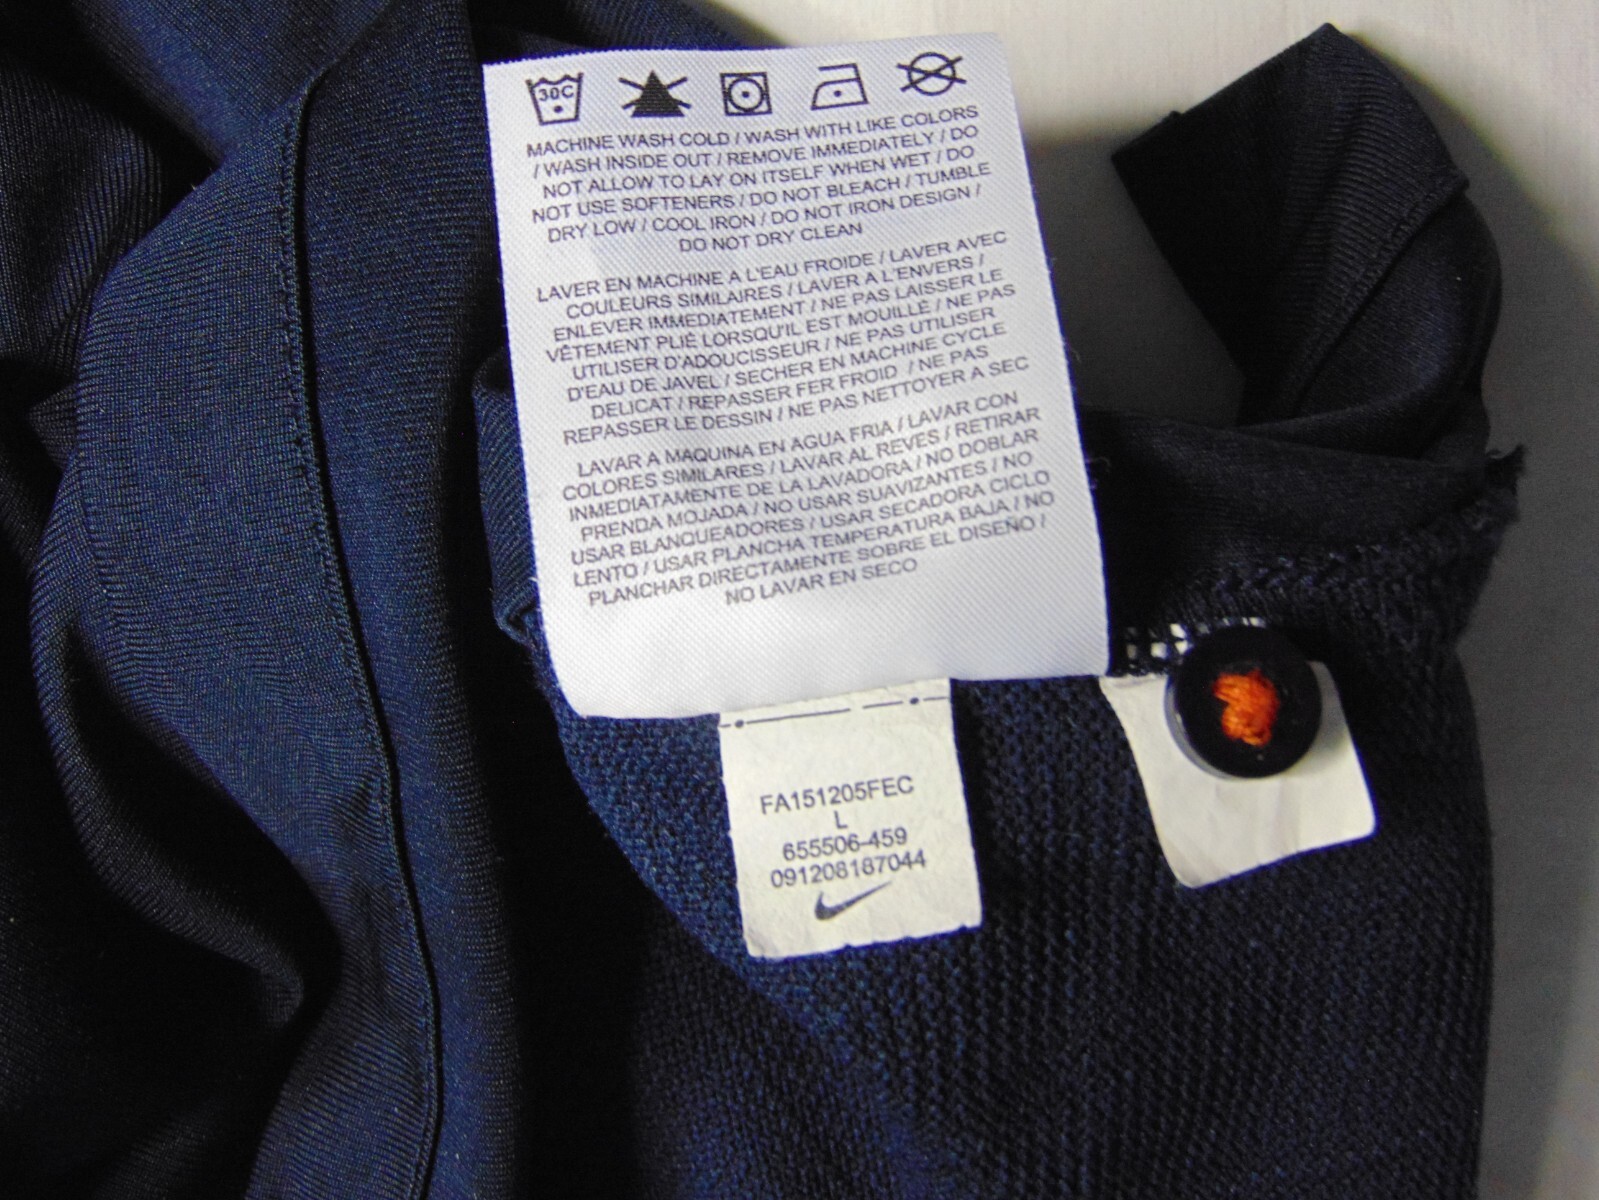 30C
MACHINE WASH COLD / WASH WITH LIKE COLORS
/ WASH INSIDE OUT / REMOVE IMMEDIATELY / DO
NOT ALLOW TO LAY ON ITSELF WHEN WET / DO
NOT USE SOFTENERS / DO NOT BLEACH / TUMBLE
DRY LOW / COOL IRON / DO NOT IRON DESIGN /
DO NOT DRY CLEAN
LAVER EN MACHINE A L'EAU FROIDE / LAVER AVEC
COULEURS SIMILAIRES / LAVER A L'ENVERS /
ENLEVER IMMEDIATEMENT / NE PAS LAISSER LE
VÊTEMENT PLIÉ LORSQU'IL EST MOUILLÉ / NE PAS
UTILISER D'ADOUCISSEUR / NE PAS UTILISER
D'EAU DE JAVEL / SECHER EN MACHINE CYCLE
DELICAT / REPASSER FER FROID / NE PAS
REPASSER LE DESSIN / NE PAS NETTOYER A SEC
LAVAR A MAQUINA EN AGUA FRIA / LAVAR CON
COLORES SIMILARES / LAVAR AL REVES / RETIRAR
INMEDIATAMENTE DE LA LAVADORA / NO DOBLAR
PRENDA MOJADA / NO USAR SUAVIZANTES / NO
USAR BLANQUEADORES / USAR SECADORA CICLO
LENTO / USAR PLANCHA TEMPERATURA BAJA / NO
PLANCHAR DIRECTAMENTE SOBRE EL DISEÑO /
NO LAVAR EN SECO
FA151205FEC
L
655506-459
091208187044